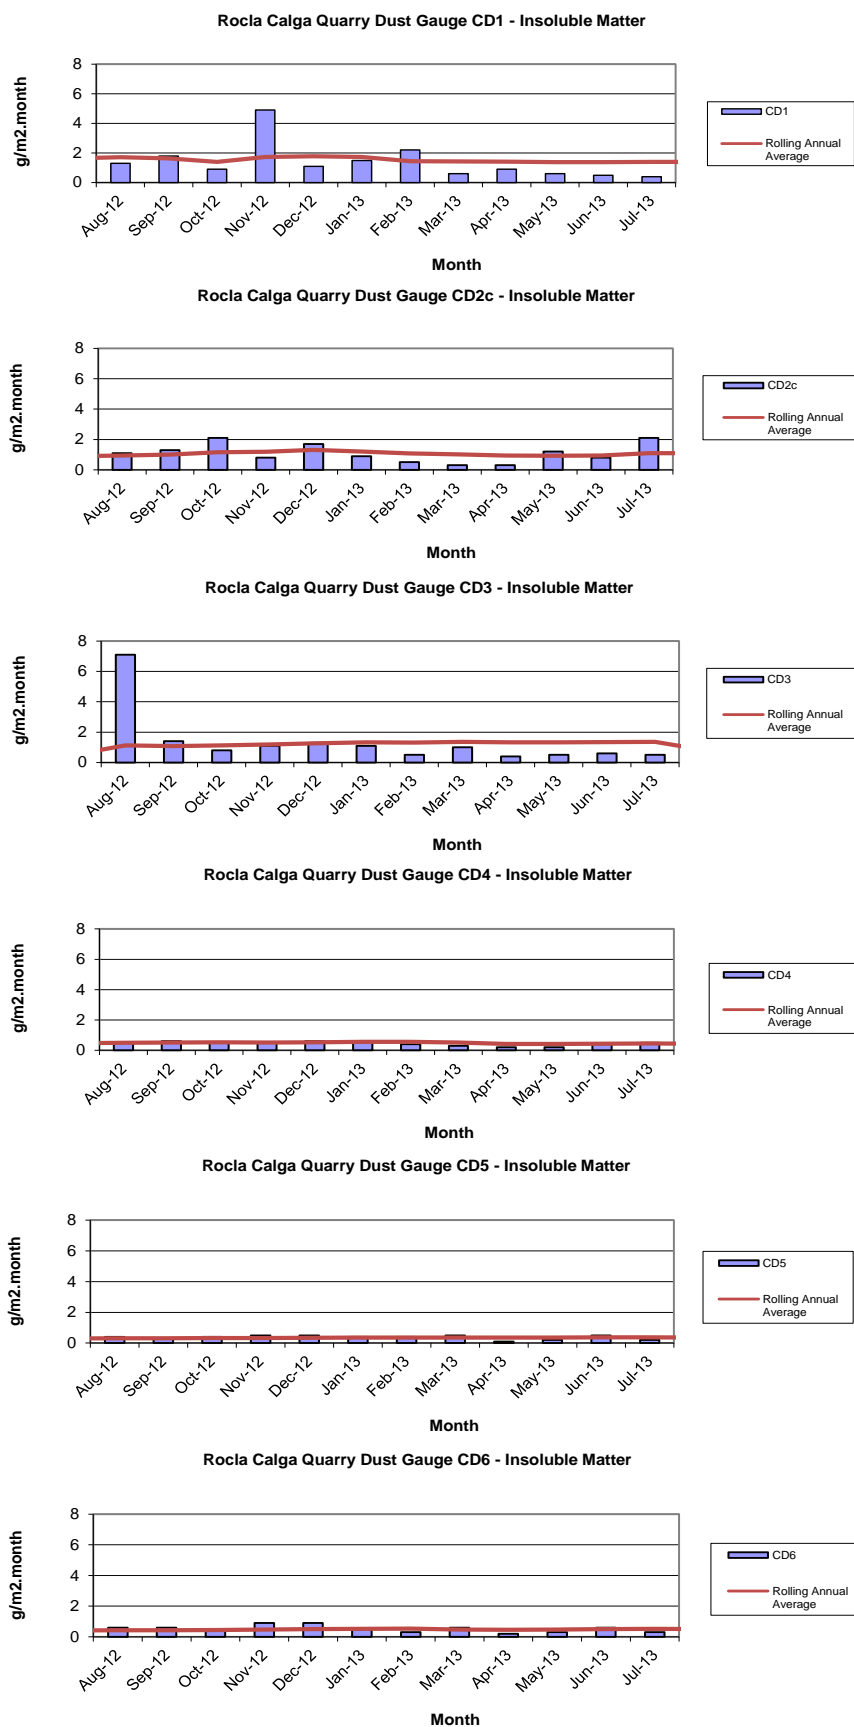 Rocla Calga Quarry Dust Gauge CD1 - Insoluble Matter
g/m2.month
8
6
4
2
0
Aug-12 Sep-12 Oct-12 Nov-12 Dec-12 Jan-13 Feb-13 Mar-13 Apr-13 May-13 Jun-13 Jul-13
Month
CD1
Rolling Annual
Average
Rocla Calga Quarry Dust Gauge CD2c - Insoluble Matter
g/m2.month
8
6
4
2
0
Aug-12 Sep-12 Oct-12 Nov-12 Dec-12 Jan-13 Feb-13 Mar-13 Apr-13 May-13 Jun-13 Jul-13
Month
CD2c
Rolling Annual
Average
Rocla Calga Quarry Dust Gauge CD3 - Insoluble Matter
g/m2.month
8
6
4
2
0
Aug-12 Sep-12 Oct-12 Nov-12 Dec-12 Jan-13 Feb-13 Mar-13 Apr-13 May-13 Jun-13 Jul-13
Month
CD3
Rolling Annual
Average
Rocla Calga Quarry Dust Gauge CD4 - Insoluble Matter
g/m2.month
8
6
4
2
0
Aug-12 Sep-12 Oct-12 Nov-12 Dec-12 Jan-13 Feb-13 Mar-13 Apr-13 May-13 Jun-13 Jul-13
Month
CD4
Rolling Annual
Average
Rocla Calga Quarry Dust Gauge CD5 - Insoluble Matter
g/m2.month
8
6
4
2
0
Aug-12 Sep-12 Oct-12 Nov-12 Dec-12 Jan-13 Feb-13 Mar-13 Apr-13 May-13 Jun-13 Jul-13
Month
CD5
Rolling Annual
Average
Rocla Calga Quarry Dust Gauge CD6 - Insoluble Matter
g/m2.month
8
6
4
2
0
Aug-12 Sep-12 Oct-12 Nov-12 Dec-12 Jan-13 Feb-13 Mar-13 Apr-13 May-13 Jun-13 Jul-13
Month
CD6
Rolling Annual
Average